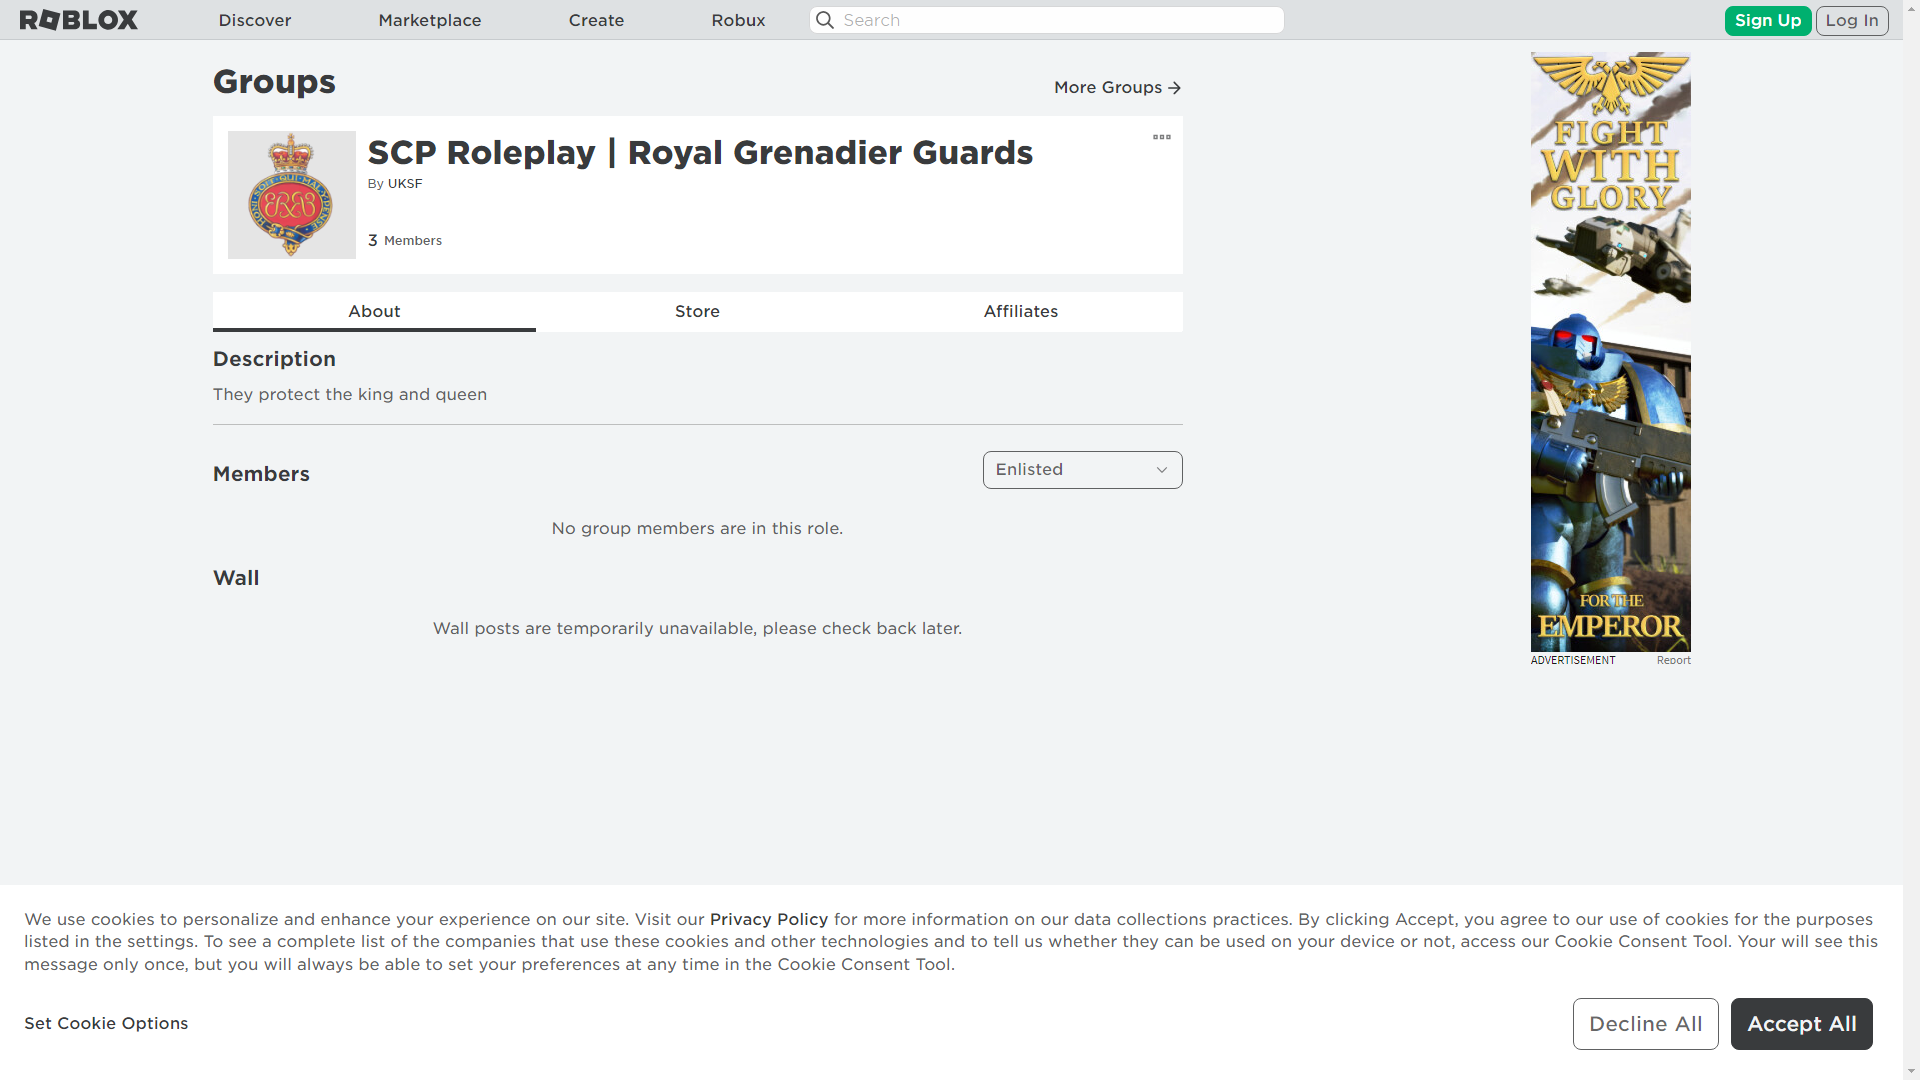 ROBLOX
Discover
Marketplace
Create
Robux
Search
Sign Up
Log In
Groups
More Groups
SCP Roleplay | Royal Grenadier Guards
By UKSF
3 Members
About
Store
Affiliates
Description
They protect the king and queen
Members
Enlisted
No group members are in this role.
Wall
Wall posts are temporarily unavailable, please check back later.
FIGHT
WITH
GLORY
FOR THE
EMPEROR
ADVERTISEMENT
Report
We use cookies to personalize and enhance your experience on our site. Visit our Privacy Policy for more information on our data collections practices. By clicking Accept, you agree to our use of cookies for the purposes
listed in the settings. To see a complete list of the companies that use these cookies and other technologies and to tell us whether they can be used on your device or not, access our Cookie Consent Tool. Your will see this
message only once, but you will always be able to set your preferences at any time in the Cookie Consent Tool.
Set Cookie Options
Decline All
Accept All